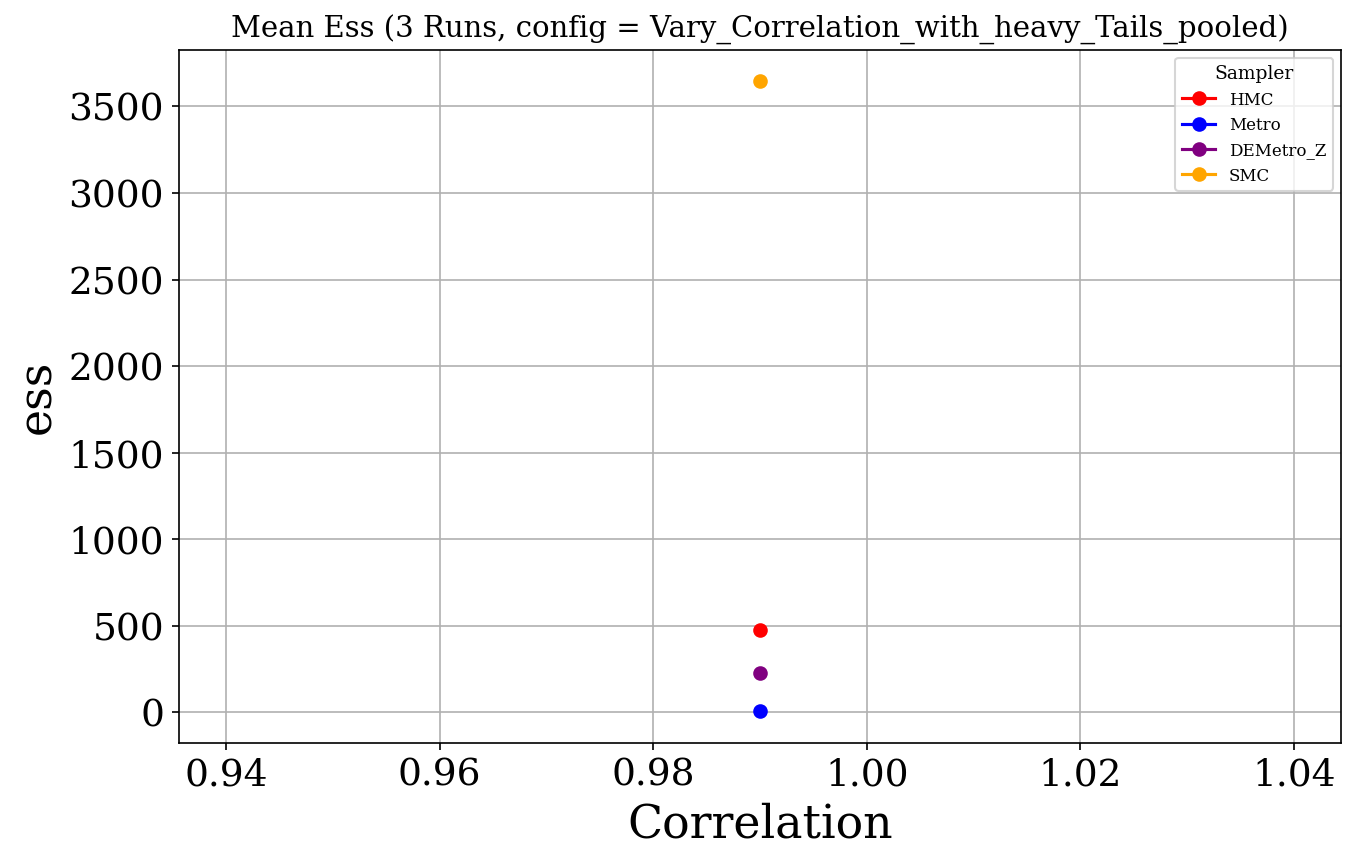 Mean Ess (3 Runs, config = Vary_Correlation_with_heavy_Tails_pooled)
Sampler
HMC
Metro
DEMetro_Z
SMC
ess
3500
3000
2500
2000
1500
1000
500
0
0.94 0.96 0.98 1.00 1.02 1.04
Correlation